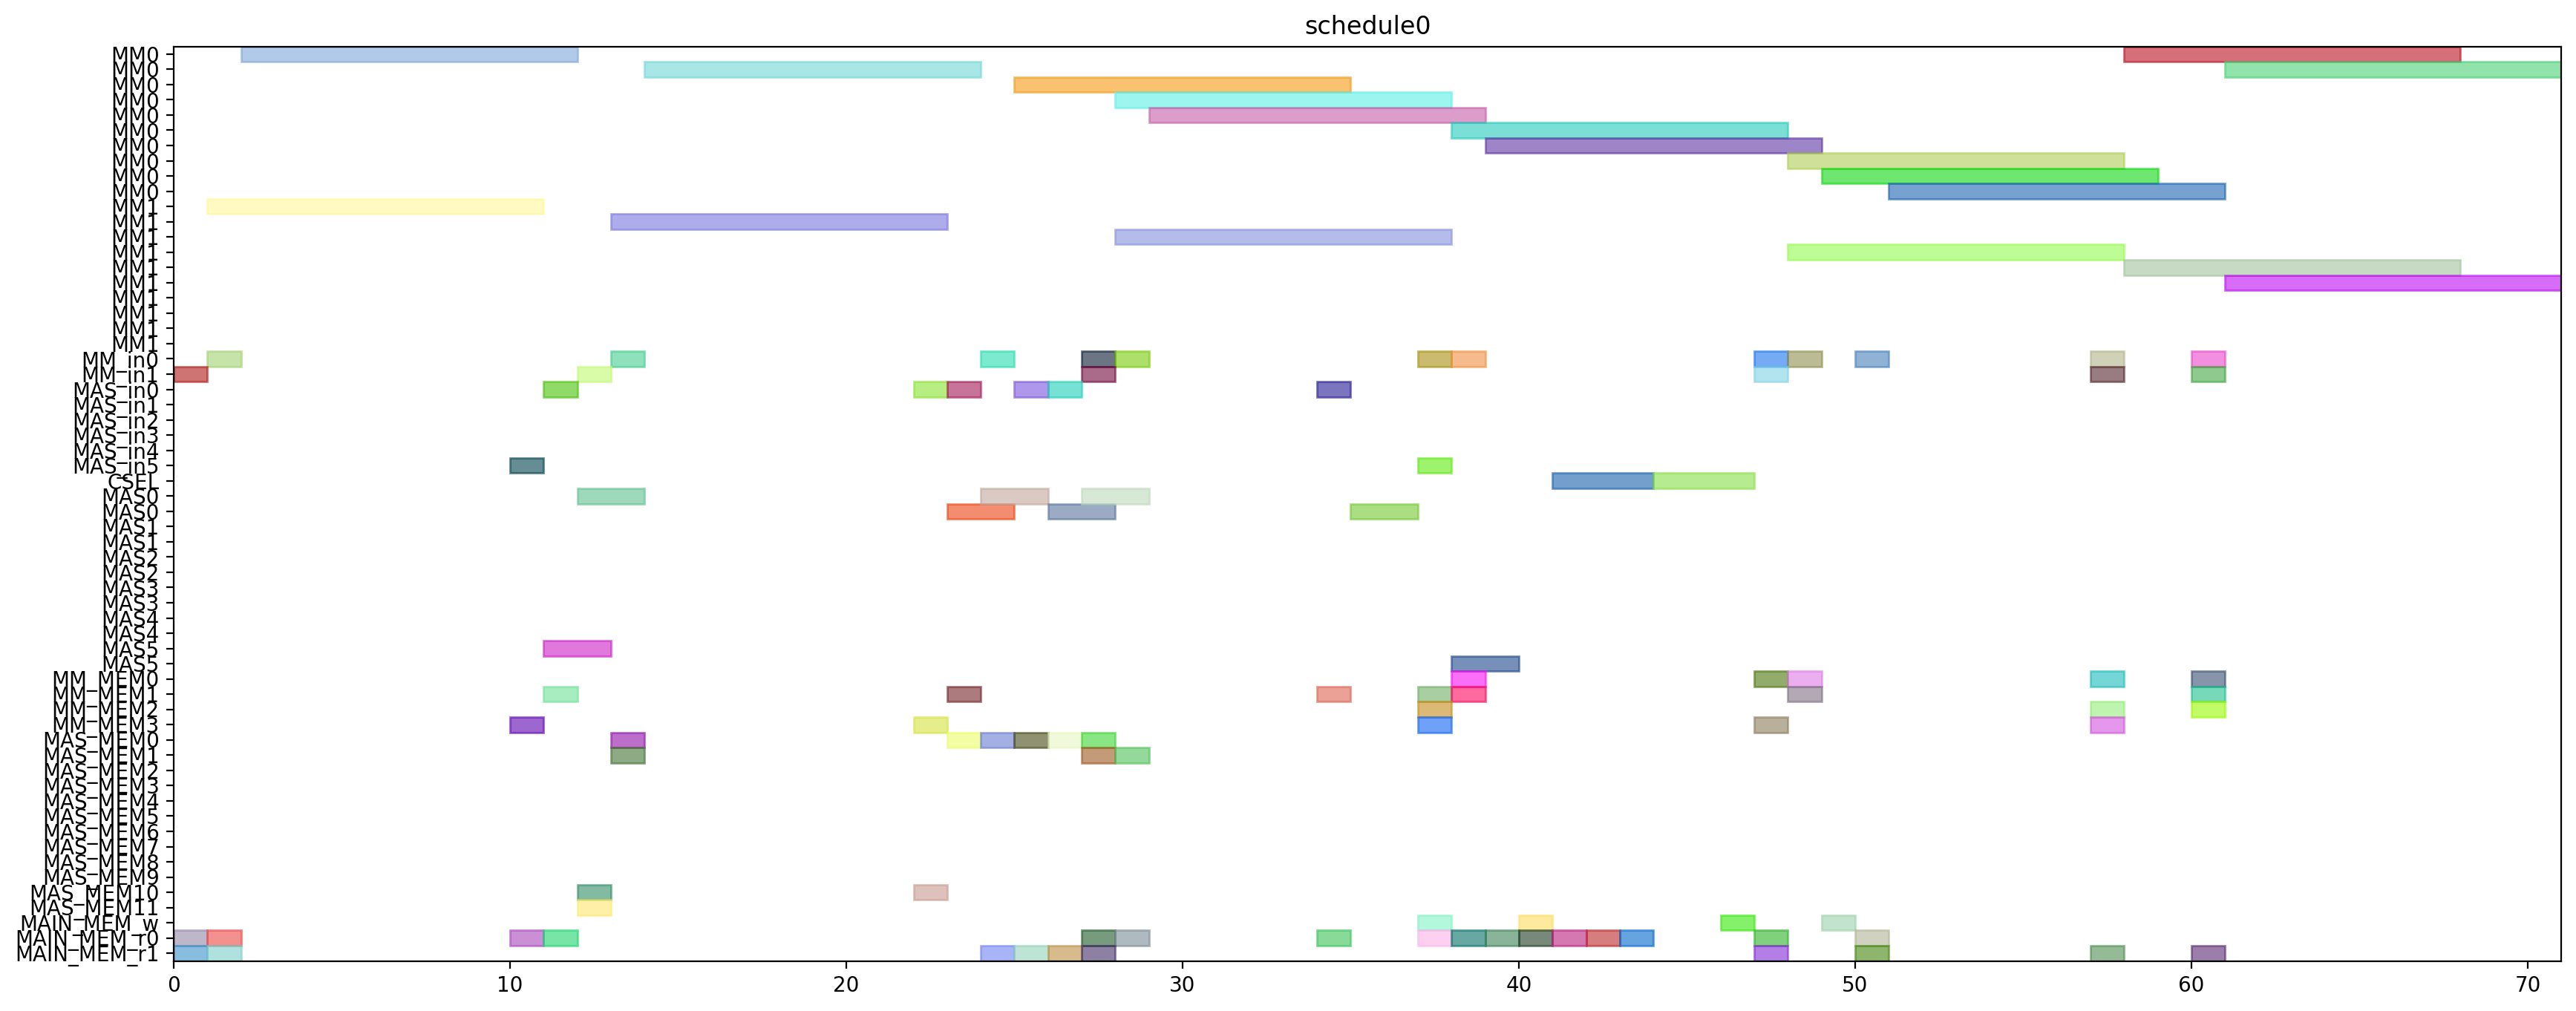 schedule0
MM0
MM0
MM0
MM0
MM0
MM0
MM0
MM0
MM0
MM0
MM1
MM1
MM1
MM1
MM1
MM1
MM1
MM1
MM1
MM1
MM_in0
MM_in1
MAS_in0
MAS_in1
MAS_in2
MAS_in3
MAS_in4
MAS_in5
CSEL
MAS0
MAS0
MAS1
MAS1
MAS2
MAS2
MAS3
MAS3
MAS4
MAS4
MAS5
MAS5
MM_MEM0
MM_MEM1
MM_MEM2
MM_MEM3
MAS_MEM0
MAS_MEM1
MAS_MEM2
MAS_MEM3
MAS_MEM4
MAS_MEM5
MAS_MEM6
MAS_MEM7
MAS_MEM8
MAS_MEM9
MAS_MEM10
MAS_MEM11
MAIN_MEM_w
MAIN_MEM_r0
MAIN_MEM_r1
0 10 20 30 40 50 60 70